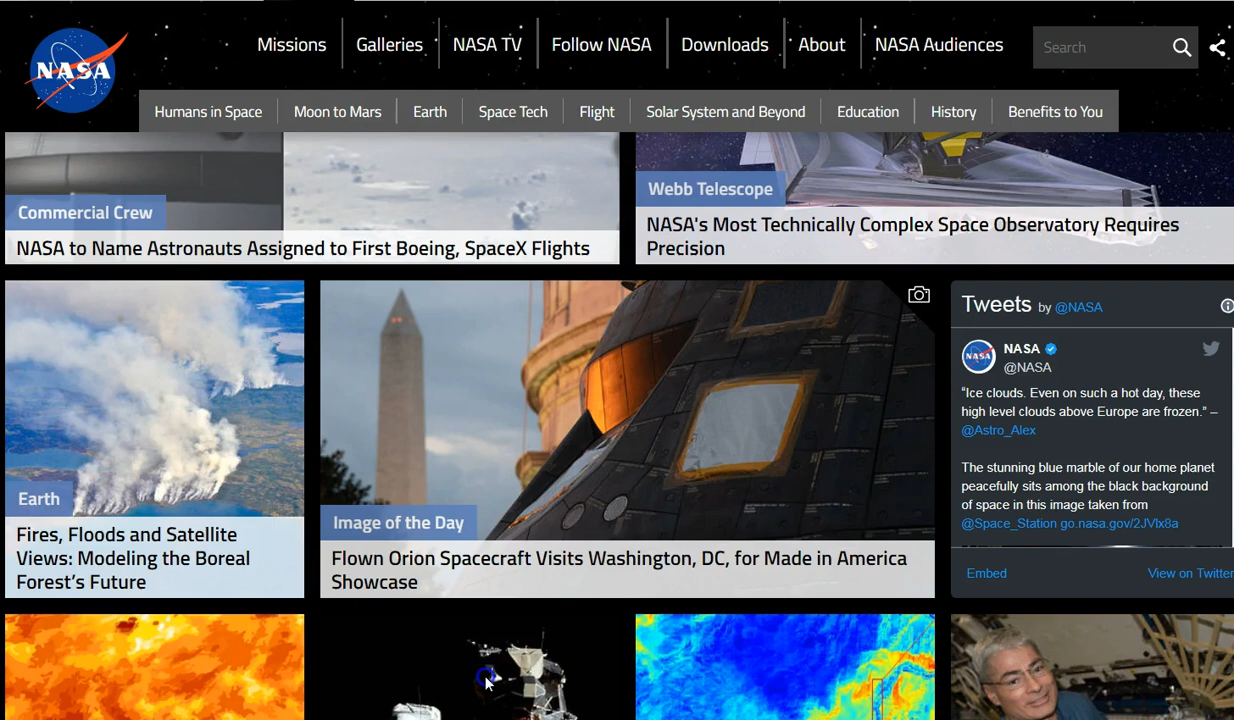 NASA
Missions
Galleries
NASA TV
Follow NASA
Downloads
About
NASA Audiences
Search
Humans in Space
Moon to Mars
Earth
Space Tech
Flight
Solar System and Beyond
Education
History
Benefits to You
Commercial Crew
NASA to Name Astronauts Assigned to First Boeing, SpaceX Flights
Webb Telescope
NASA's Most Technically Complex Space Observatory Requires
Precision
Earth
Fires, Floods and Satellite
Views: Modeling the Boreal
Forest's Future
Image of the Day
Flown Orion Spacecraft Visits Washington, DC, for Made in America
Showcase
Tweets by @NASA
NASA
NASA
@NASA
"Ice clouds. Even on such a hot day, these
high level clouds above Europe are frozen." –
@Astro_Alex
The stunning blue marble of our home planet
peacefully sits among the black background
of space in this image taken from
@Space_Station go.nasa.gov/2JVlx8a
Embed
View on Twitter